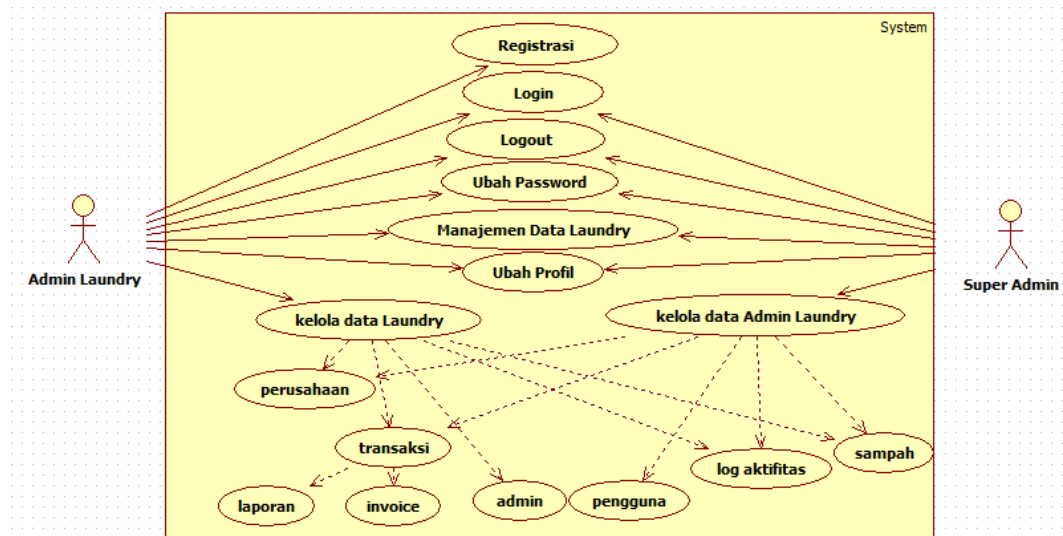 System
Registrasi
Login
Logout
Ubah Password
Manajemen Data Laundry
Ubah Profil
Admin Laundry
Super Admin
kelola data Laundry
kelola data Admin Laundry
perusahaan
transaksi
sampah
log aktifitas
laporan
invoice
admin
pengguna